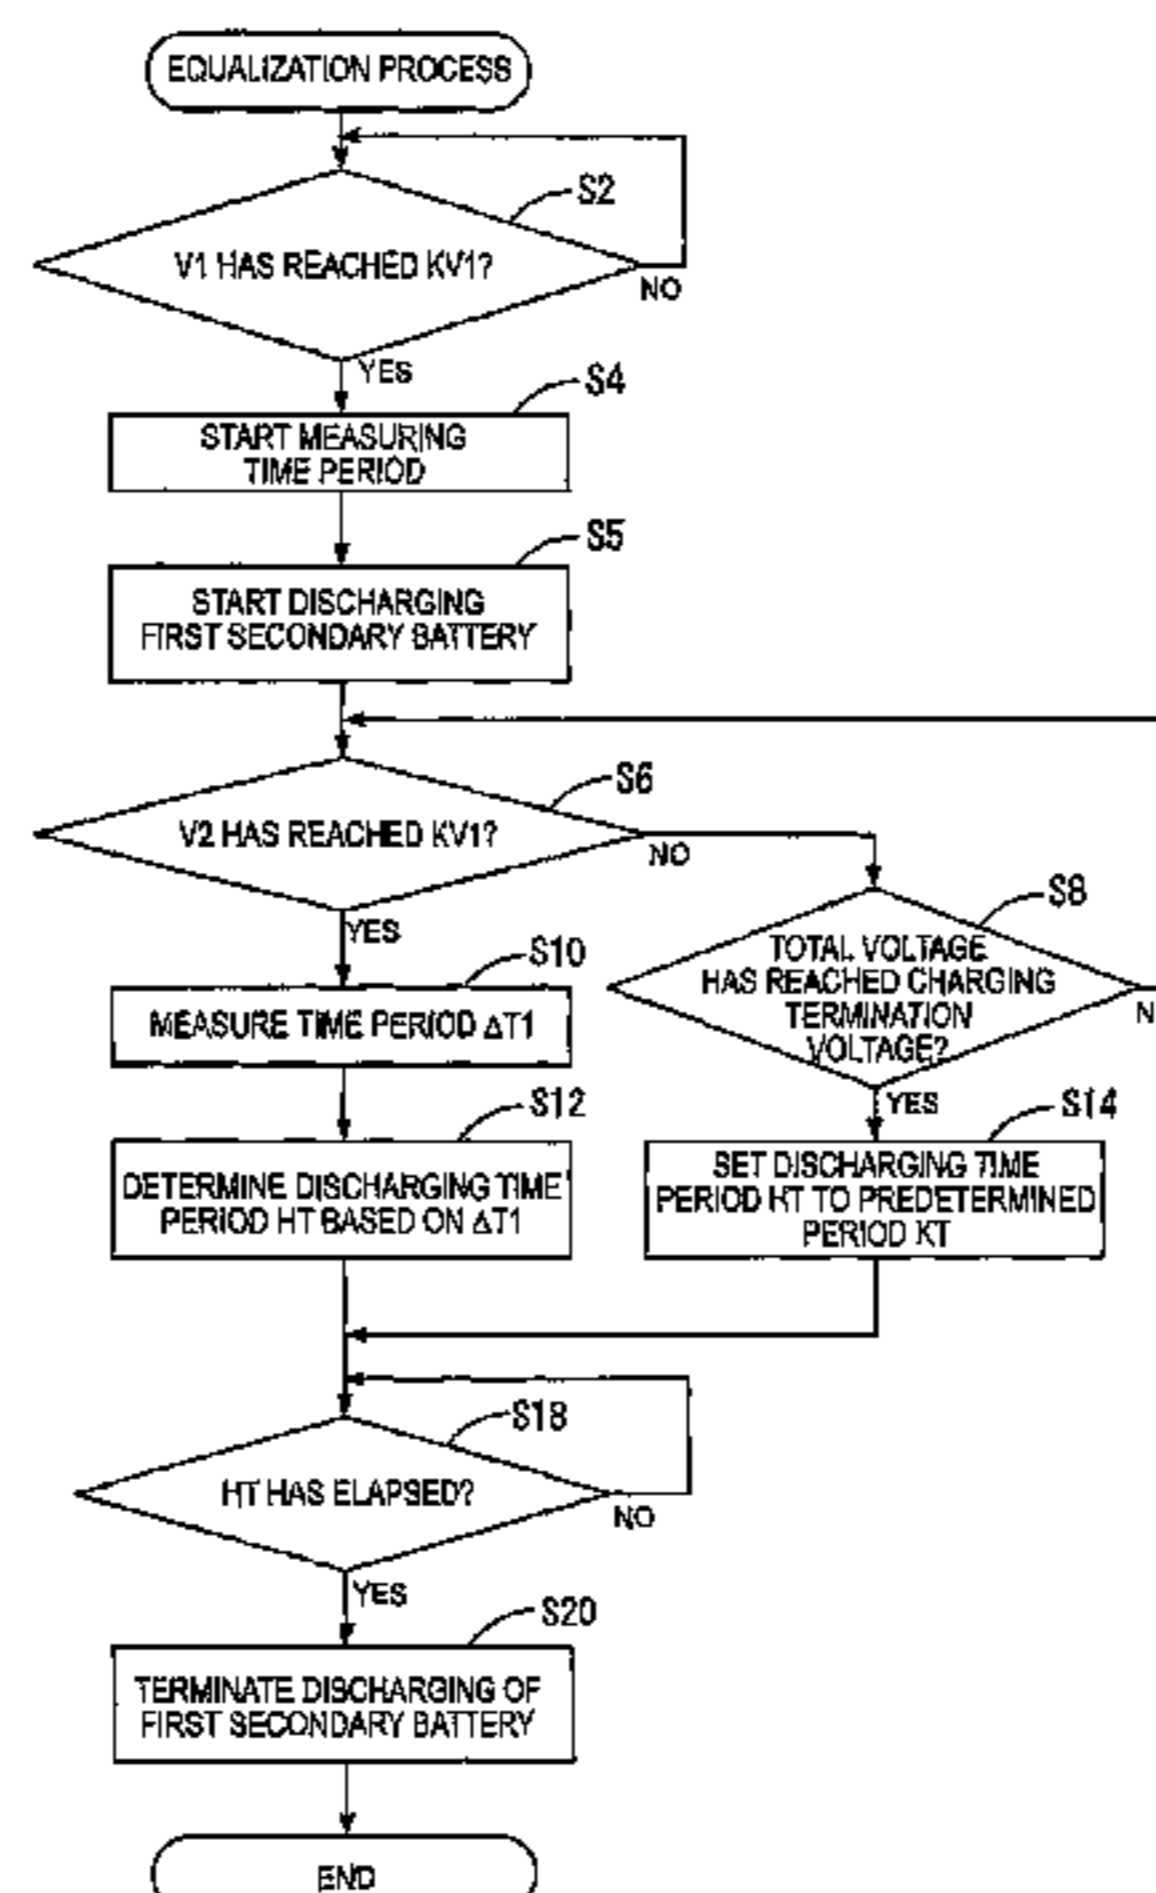 EQUALIZATION PROCESS
S2
V1 HAS REACHED KV1?
NO
YES
S4
START MEASURING
TIME PERIOD
S5
START DISCHARGING
FIRST SECONDARY BATTERY
S6
V2 HAS REACHED KV1?
NO
YES
S8
TOTAL VOLTAGE
HAS REACHED CHARGING
TERMINATION
VOLTAGE?
N
YES
S10
MEASURE TIME PERIOD ΔT1
S12
DETERMINE DISCHARGING TIME
PERIOD HT BASED ON ΔT1
S14
SET DISCHARGING TIME
PERIOD HT TO PREDETERMINED
PERIOD KT
S18
HT HAS ELAPSED?
NO
YES
S20
TERMINATE DISCHARGING OF
FIRST SECONDARY BATTERY
END